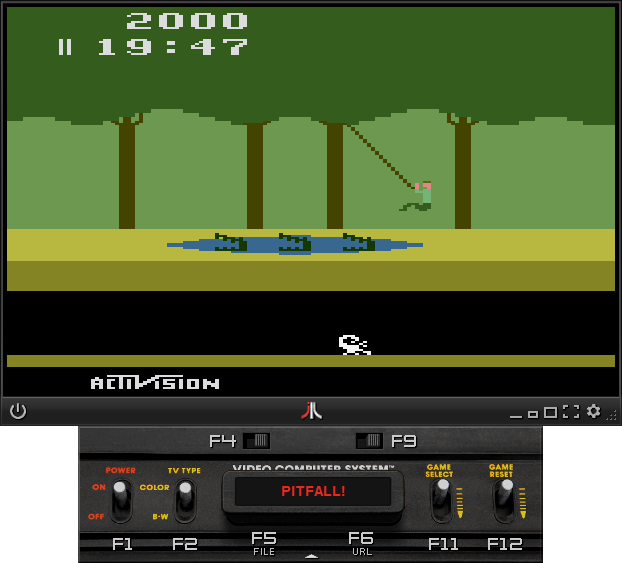 2000
19:47
ACTIVISION
F4
F9
POWER
ON
OFF
TV TYPE
COLOR
B-W
VIDEO COMPUTER SYSTEM™
PITFALL!
GAME
SELECT
GAME
RESET
F1
F2
F5
FILE
F6
URL
F11
F12